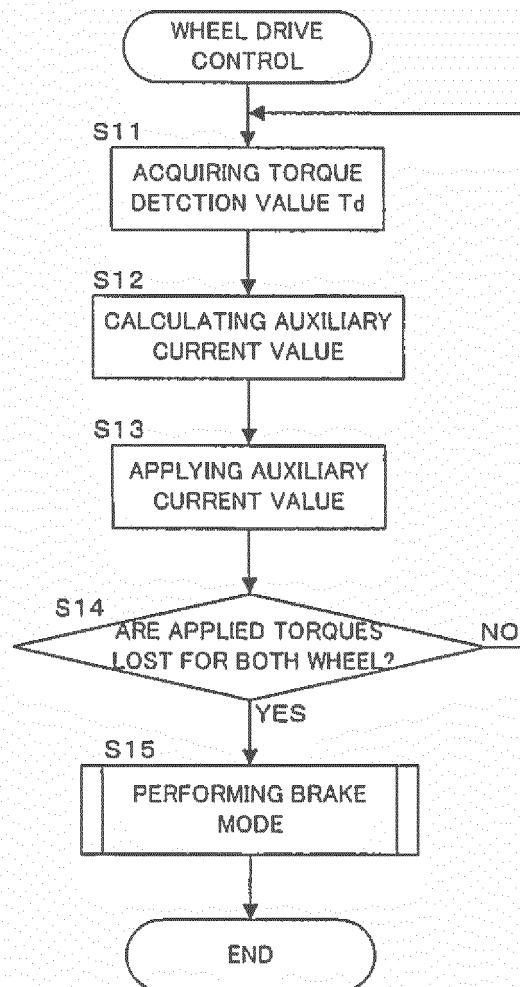 WHEEL DRIVE
CONTROL
S11
ACQUIRING TORQUE
DETCTION VALUE Td
S12
CALCULATING AUXILIARY
CURRENT VALUE
S13
APPLYING AUXILIARY
CURRENT VALUE
S14
ARE APPLIED TORQUES
LOST FOR BOTH WHEEL?
NO
YES
S15
PERFORMING BRAKE
MODE
END